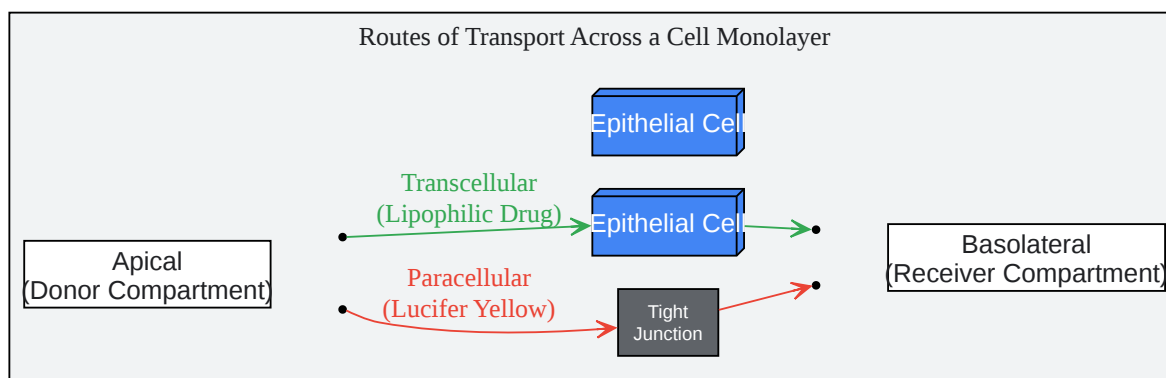 Routes of Transport Across a Cell Monolayer
Epithelial Cell
Transcellular
(Lipophilic Drug)
Epithelial Cell
Apical
(Donor Compartment)
Basolateral
(Receiver Compartment)
Paracellular
(Lucifer Yellow)
Tight
Junction